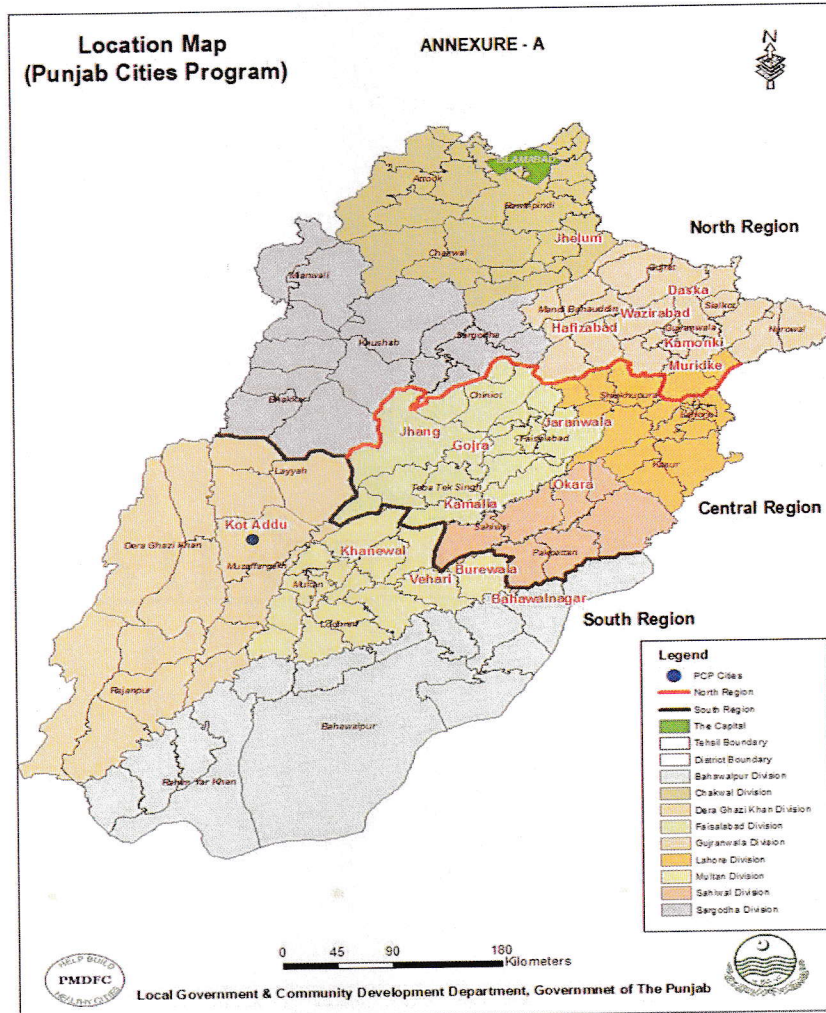 Location Map
(Punjab Cities Program)
ANNEXURE - A
N
ISLAMABAD
Attock
Rawalpindi
Jhelum
North Region
Chakwal
Mianwali
Gujrat
Daska
Mandi Bahauddin
Wazirabad
Sialkot
Khushab
Sargodha
Hafizabad
Gujranwala
Narowal
Kamonki
Muridke
Bhakkar
Chiniot
Sheikhupura
Lahore
Jhang
Jaranwala
Gojra
Faisalabad
Layyah
Kasur
Toba Tek Singh
Okara
Kamalia
Central Region
Kot Addu
Sahiwal
Dera Ghazi Khan
Khanewal
Pakpattan
Muzaffargarh
Multan
Vehari
Burewala
Bahawalnagar
Lodhran
South Region
Rajanpur
Bahawalpur
Rahim Yar Khan
Legend
PCP Cities
North Region
South Region
The Capital
Tehsil Boundary
District Boundary
Bahawalpur Division
Chakwal Division
Dera Ghazi Khan Division
Faisalabad Division
Gujranwala Division
Lahore Division
Multan Division
Sahiwal Division
Sargodha Division
0 45 90 180
Kilometers
HELP BUILD
PMDFC
HEALTHY CITIES
Local Government & Community Development Department, Governmnet of The Punjab